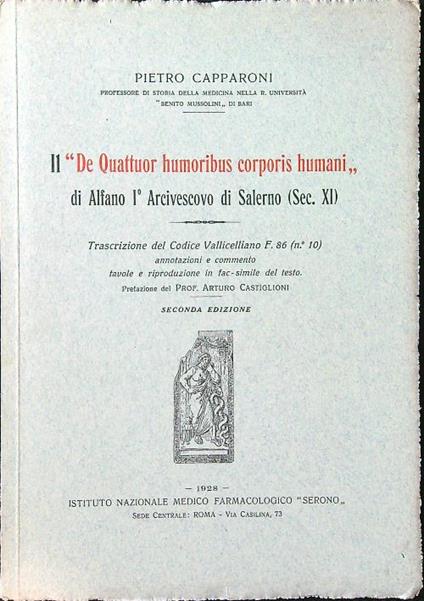 PIETRO CAPPARONI
PROFESSORE DI STORIA DELLA MEDICINA NELLA R. UNIVERSITÀ
"BENITO MUSSOLINI„ DI BARI
Il "De Quattuor humoribus corporis humani„
di Alfano I° Arcivescovo di Salerno (Sec. XI)
Trascrizione del Codice Vallicelliano F. 86 (n.° 10)
annotazioni e commento
tavole e riproduzione in fac-simile del testo.
Prefazione del PROF. ARTURO CASTIGLIONI
SECONDA EDIZIONE
- 1928 -
ISTITUTO NAZIONALE MEDICO FARMACOLOGICO "SERONO„
SEDE CENTRALE: ROMA - VIA CASILINA, 73